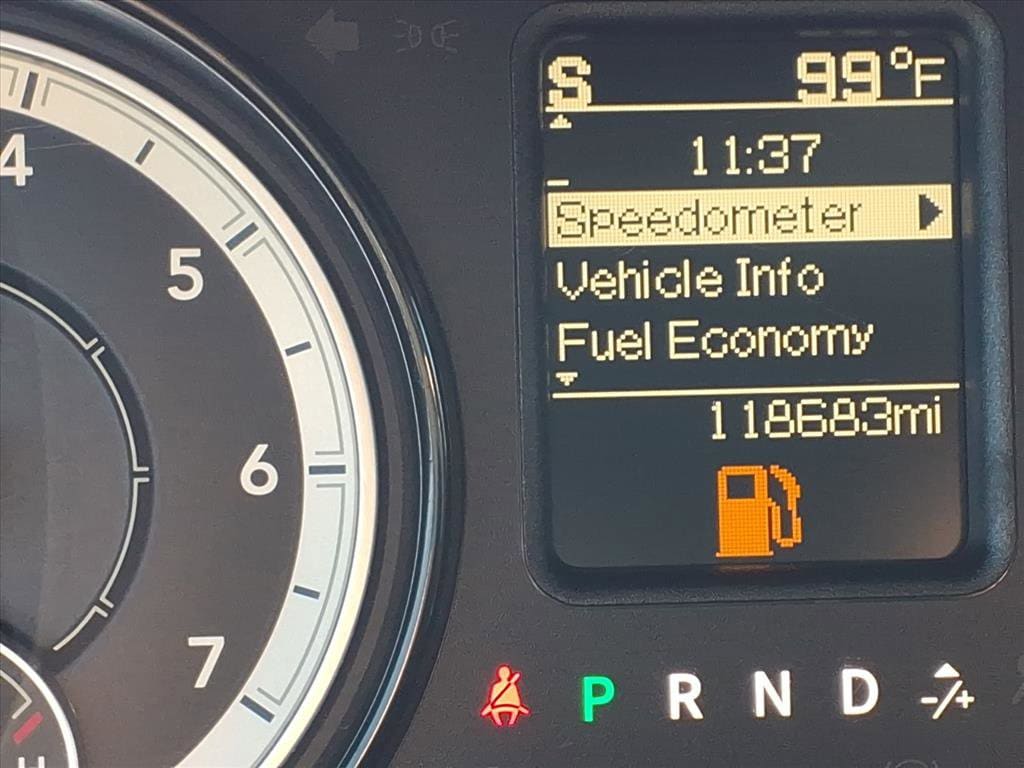 S 99°F
11:37
Speedometer
Vehicle Info
Fuel Economy
118683mi
4
5
6
7
H
P R N D -/+